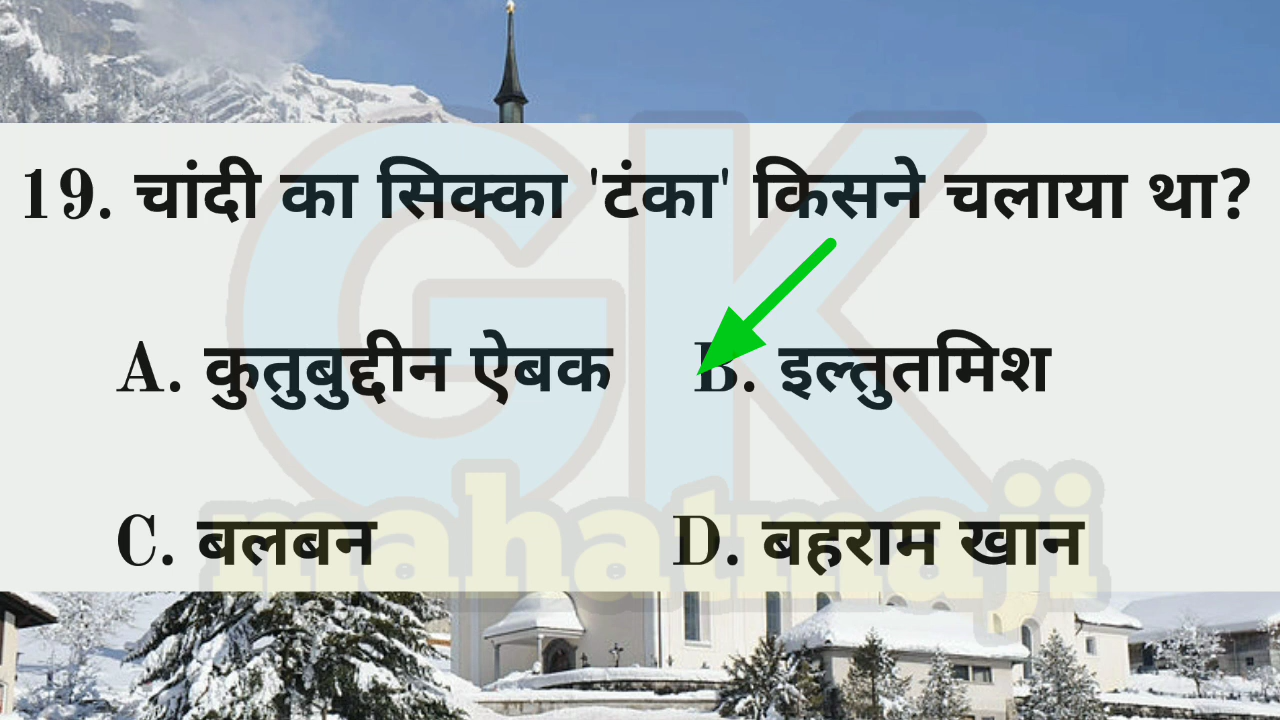 19. चांदी का सिक्का 'टंका' किसने चलाया था?
A. कुतुबुद्दीन ऐबक B. इल्तुतमिश
C. बलबन D. बहराम खान
GK
mahatmaji